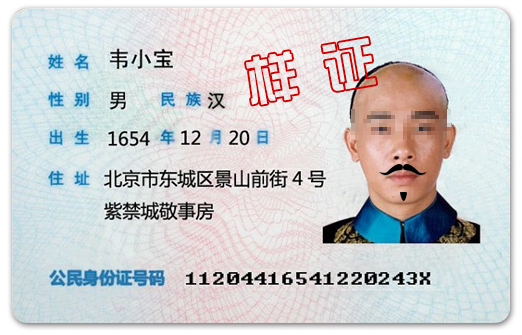 姓名 韦小宝
样证
性别 男 民族 汉
出生 1654 年 12 月 20 日
住址 北京市东城区景山前街4号
紫禁城敬事房
公民身份证号码 11204416541220243X